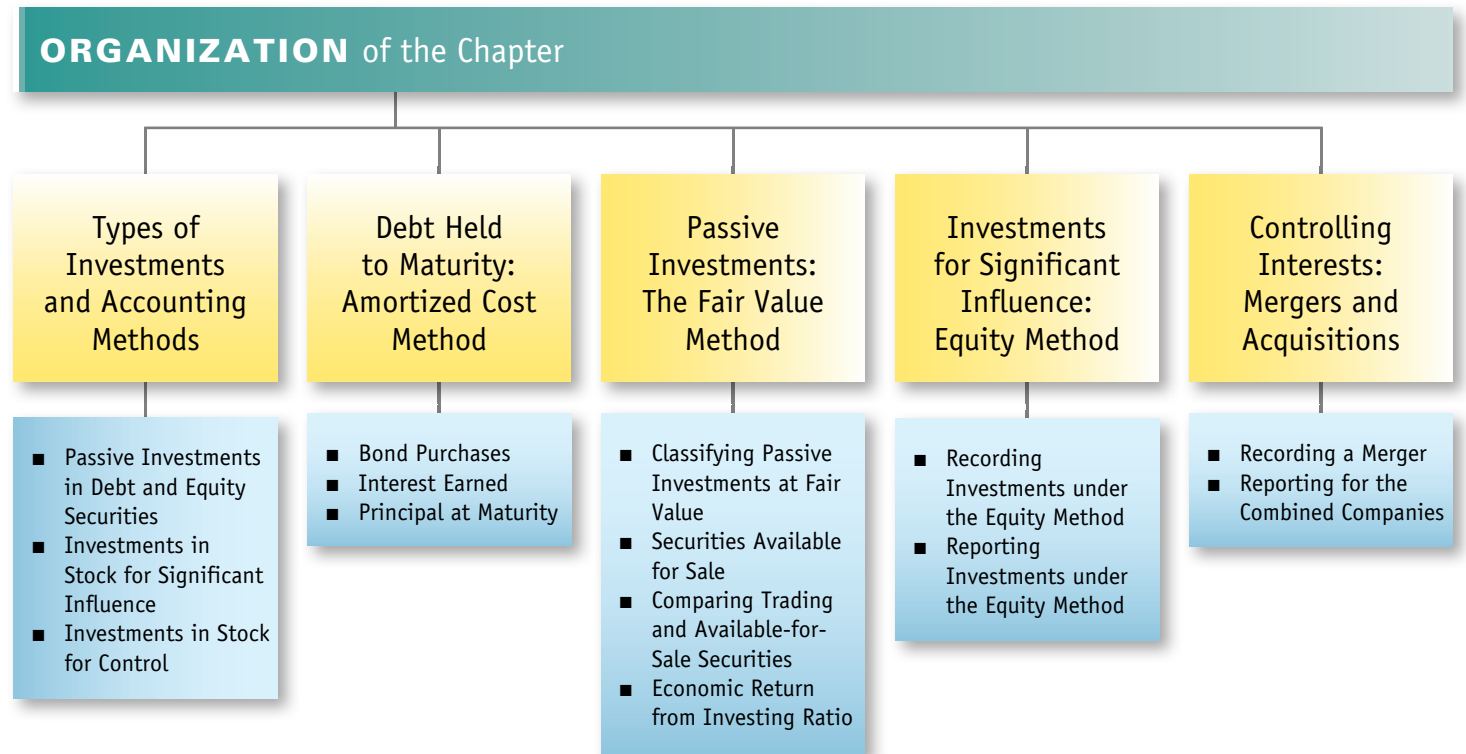 ORGANIZATION of the Chapter
Types of
Investments
and Accounting
Methods
■ Passive Investments
in Debt and Equity
Securities
■ Investments in
Stock for Significant
Influence
■ Investments in Stock
for Control
Debt Held
to Maturity:
Amortized Cost
Method
■ Bond Purchases
■ Interest Earned
■ Principal at Maturity
Passive
Investments:
The Fair Value
Method
■ Classifying Passive
Investments at Fair
Value
■ Securities Available
for Sale
■ Comparing Trading
and Available-for-
Sale Securities
■ Economic Return
from Investing Ratio
Investments
for Significant
Influence:
Equity Method
■ Recording
Investments under
the Equity Method
■ Reporting
Investments under
the Equity Method
Controlling
Interests:
Mergers and
Acquisitions
■ Recording a Merger
■ Reporting for the
Combined Companies